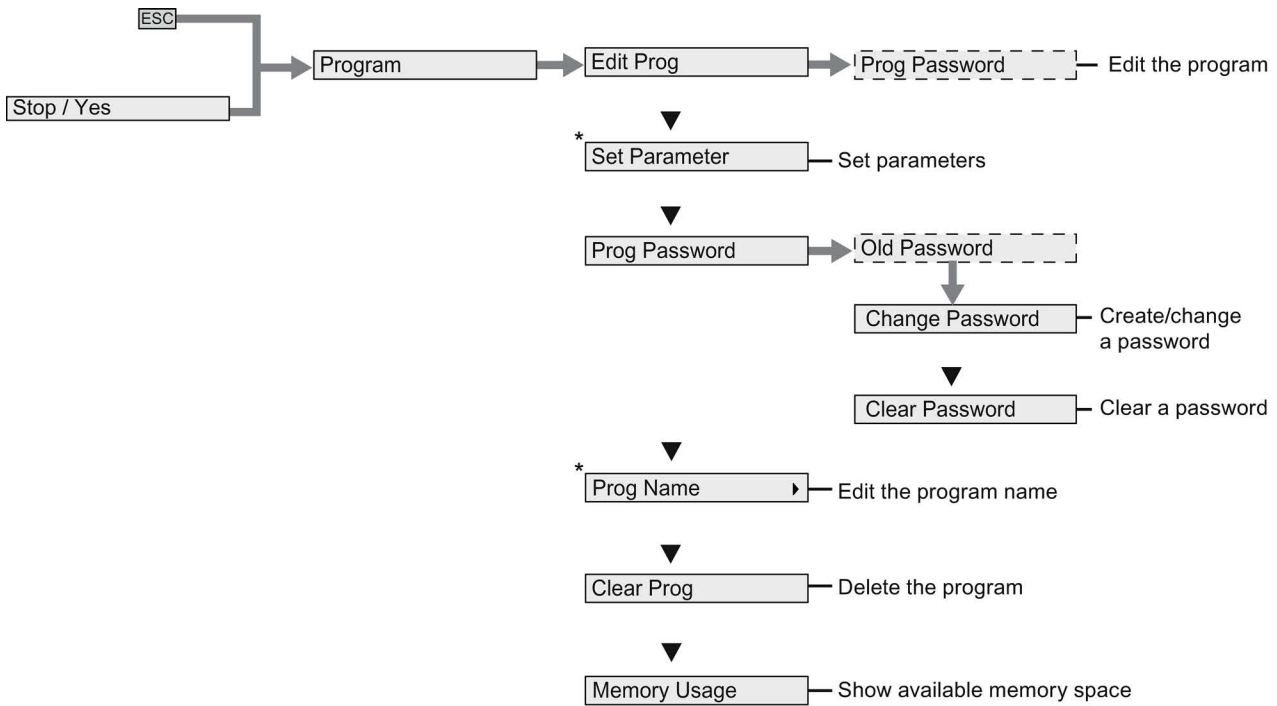 ESC
Program
Edit Prog
Prog Password
Edit the program
Stop / Yes
*
Set Parameter
Set parameters
Prog Password
Old Password
Change Password
Create/change
a password
Clear Password
Clear a password
*
Prog Name
Edit the program name
Clear Prog
Delete the program
Memory Usage
Show available memory space